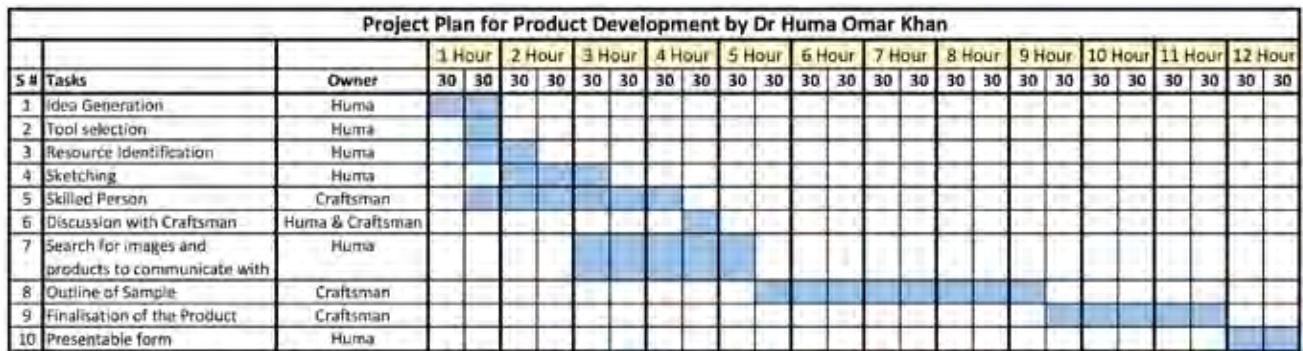 Project Plan for Product Development by Dr Huma Omar Khan
1 Hour 2 Hour 3 Hour 4 Hour 5 Hour 6 Hour 7 Hour 8 Hour 9 Hour 10 Hour 11 Hour 12 Hour
S # Tasks Owner 30 30 30 30 30 30 30 30 30 30 30 30 30 30 30 30 30 30 30 30 30 30 30 30
1 Idea Generation Huma
2 Tool selection Huma
3 Resource Identification Huma
4 Sketching Huma
5 Skilled Person Craftsman
6 Discussion with Craftsman Huma & Craftsman
7 Search for images and Huma
products to communicate with
8 Outline of Sample Craftsman
9 Finalisation of the Product Craftsman
10 Presentable form Huma